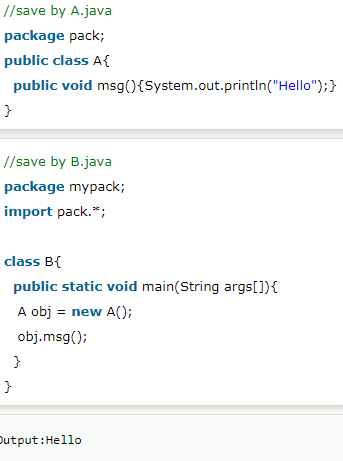 //save by A.java
package pack;
public class A{
public void msg(){System.out.println("Hello");}
}
//save by B.java
package mypack;
import pack.*;
class B{
public static void main(String args[]){
A obj = new A();
obj.msg();
}
}
Output:Hello